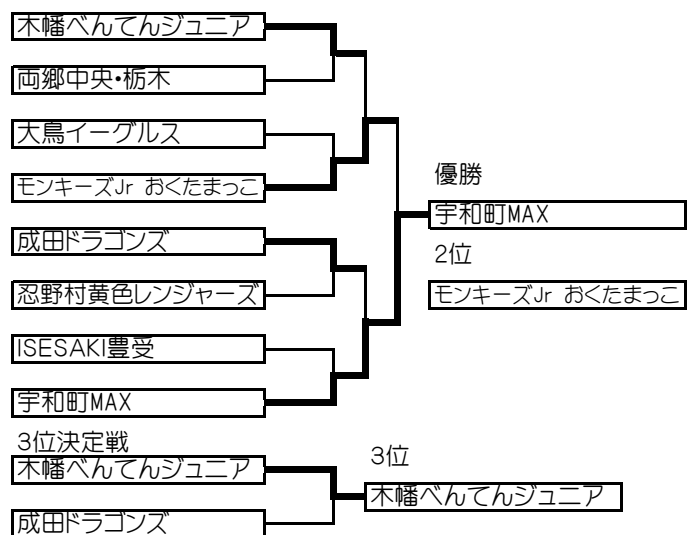 木幡べんてんジュニア
両郷中央・栃木
大鳥イーグルス
モンキーズJr おくたまっこ
優勝
宇和町MAX
成田ドラゴンズ
2位
忍野村黄色レンジャーズ
モンキーズJr おくたまっこ
ISESAKI豊受
宇和町MAX
3位決定戦
木幡べんてんジュニア
3位
木幡べんてんジュニア
成田ドラゴンズ